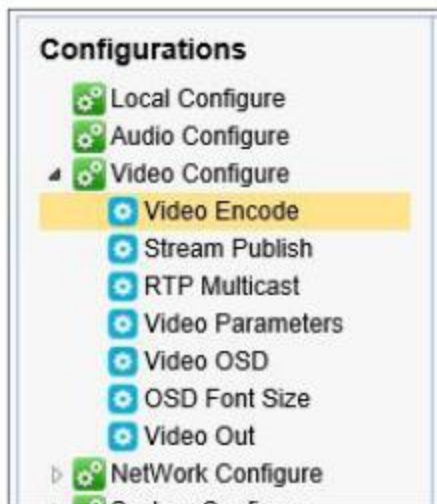 Configurations
Local Configure
Audio Configure
Video Configure
Video Encode
Stream Publish
RTP Multicast
Video Parameters
Video OSD
OSD Font Size
Video Out
NetWork Configure